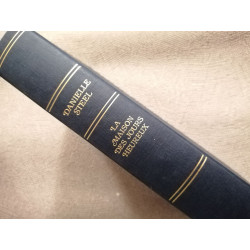 DANIELLE
STEEL
LA
MAISON
DES JOURS
HEUREUX